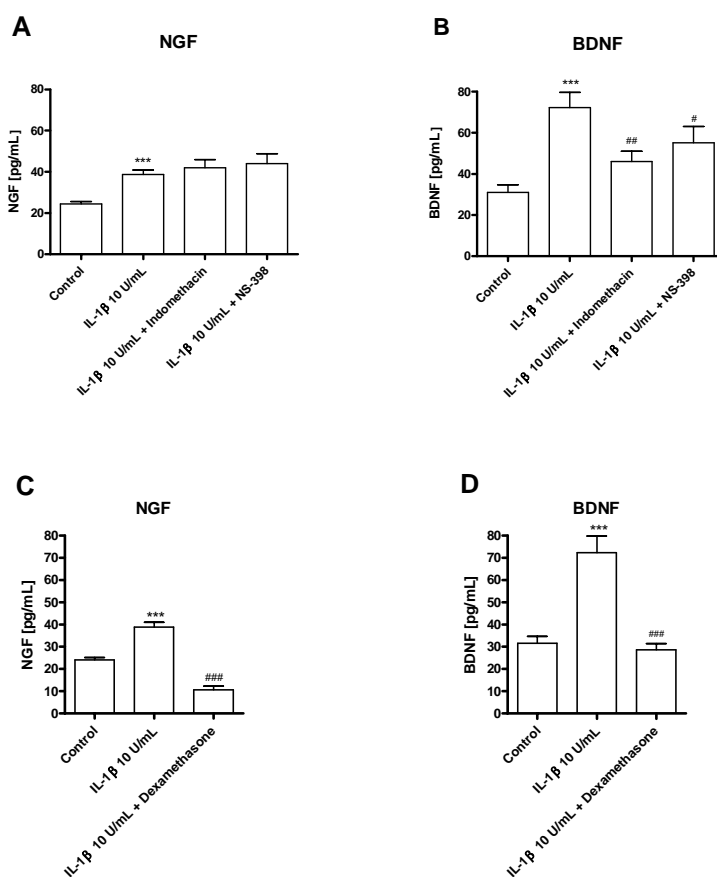 A
NGF
NGF [pg/mL]
80
60
40
20
0
***
Control
IL-1β 10 U/mL
IL-1β 10 U/mL + Indomethacin
IL-1β 10 U/mL + NS-398
B
BDNF
BDNF [pg/mL]
80
60
40
20
0
***
##
#
Control
IL-1β 10 U/mL
IL-1β 10 U/mL + Indomethacin
IL-1β 10 U/mL + NS-398
C
NGF
NGF [pg/mL]
80
70
60
50
40
30
20
10
0
***
###
Control
IL-1β 10 U/mL
IL-1β 10 U/mL + Dexamethasone
D
BDNF
BDNF [pg/mL]
80
70
60
50
40
30
20
10
0
***
###
Control
IL-1β 10 U/mL
IL-1β 10 U/mL + Dexamethasone